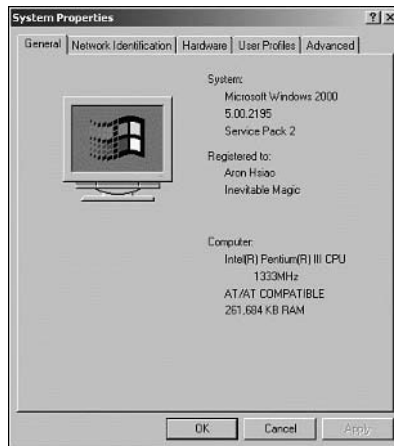 System Properties
General
Network Identification
Hardware
User Profiles
Advanced
System:
Microsoft Windows 2000
5.00.2195
Service Pack 2
Registered to:
Aron Hsiao
Inevitable Magic
Computer:
Intel(R) Pentium(R) III CPU
1333MHz
AT/AT COMPATIBLE
261,684 KB RAM
OK
Cancel
Apply